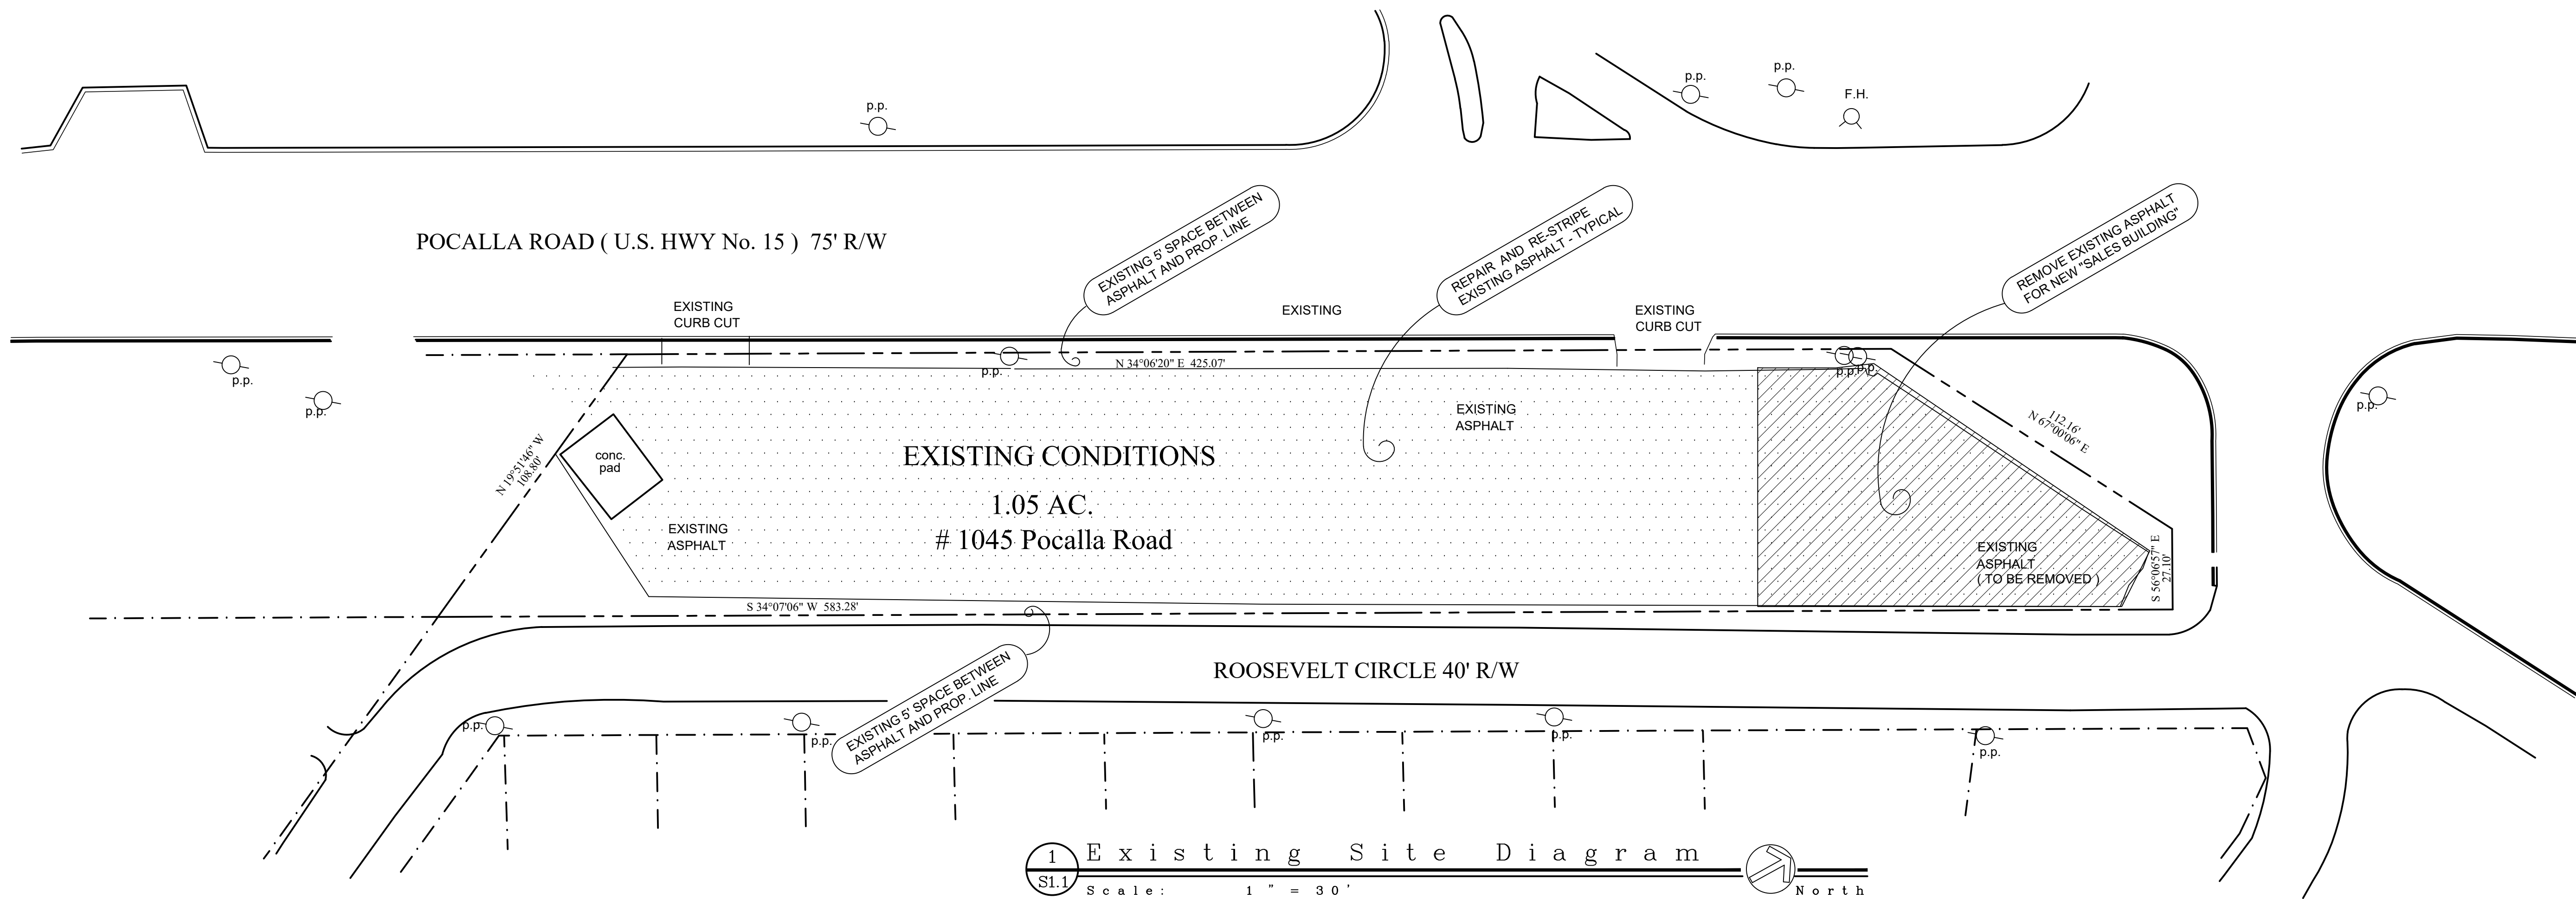 p.p.
p.p.
p.p.
F.H.
POCALLA ROAD ( U.S. HWY No. 15 )  75' R/W
EXISTING 5' SPACE BETWEEN
ASPHALT AND PROP. LINE
REPAIR  AND  RE-STRIPE
EXISTING ASPHALT - TYPICAL
REMOVE EXISTING ASPHALT
FOR NEW "SALES BUILDING"
EXISTING
CURB CUT
EXISTING
EXISTING
CURB CUT
p.p.
p.p.
p.p.
N 34°06'20" E  425.07'
p.p.
p.p.
p.p.
112.16'
N 67°00'06" E
N 19°51'46" W
108.80'
conc.
pad
EXISTING
ASPHALT
EXISTING CONDITIONS
1.05 AC.
# 1045 Pocalla Road
EXISTING
ASPHALT
EXISTING
ASPHALT
( TO BE REMOVED )
S 56°06'57" E
27.10'
S 34°07'06" W  583.28'
ROOSEVELT CIRCLE 40' R/W
EXISTING 5' SPACE BETWEEN
ASPHALT AND PROP. LINE
p.p.
p.p.
p.p.
p.p.
p.p.
1
S1.1
Existing Site Diagram
Scale: 1" = 30'
North